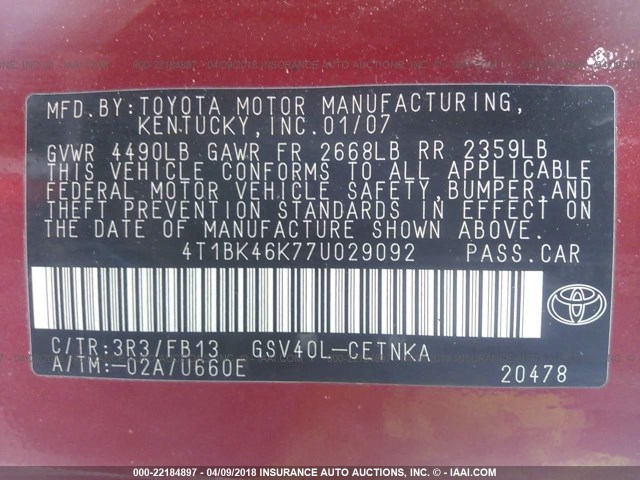 MFD.BY:TOYOTA MOTOR MANUFACTURING,
KENTUCKY,INC.01/07
GVWR 4490LB GAWR FR 2668LB RR 2359LB
THIS VEHICLE CONFORMS TO ALL APPLICABLE
FEDERAL MOTOR VEHICLE SAFETY,BUMPER,AND
THEFT PREVENTION STANDARDS IN EFFECT ON
THE DATE OF MANUFACTURE SHOWN ABOVE.
4T1BK46K77U029092 PASS.CAR
C/TR:3R3/FB13 GSV40L-CETNKA
A/TM:-02A/U660E
20478
000-22184897 - 04/09/2018 - INSURANCE AUTO AUCTIONS, INC. - IAAI.COM